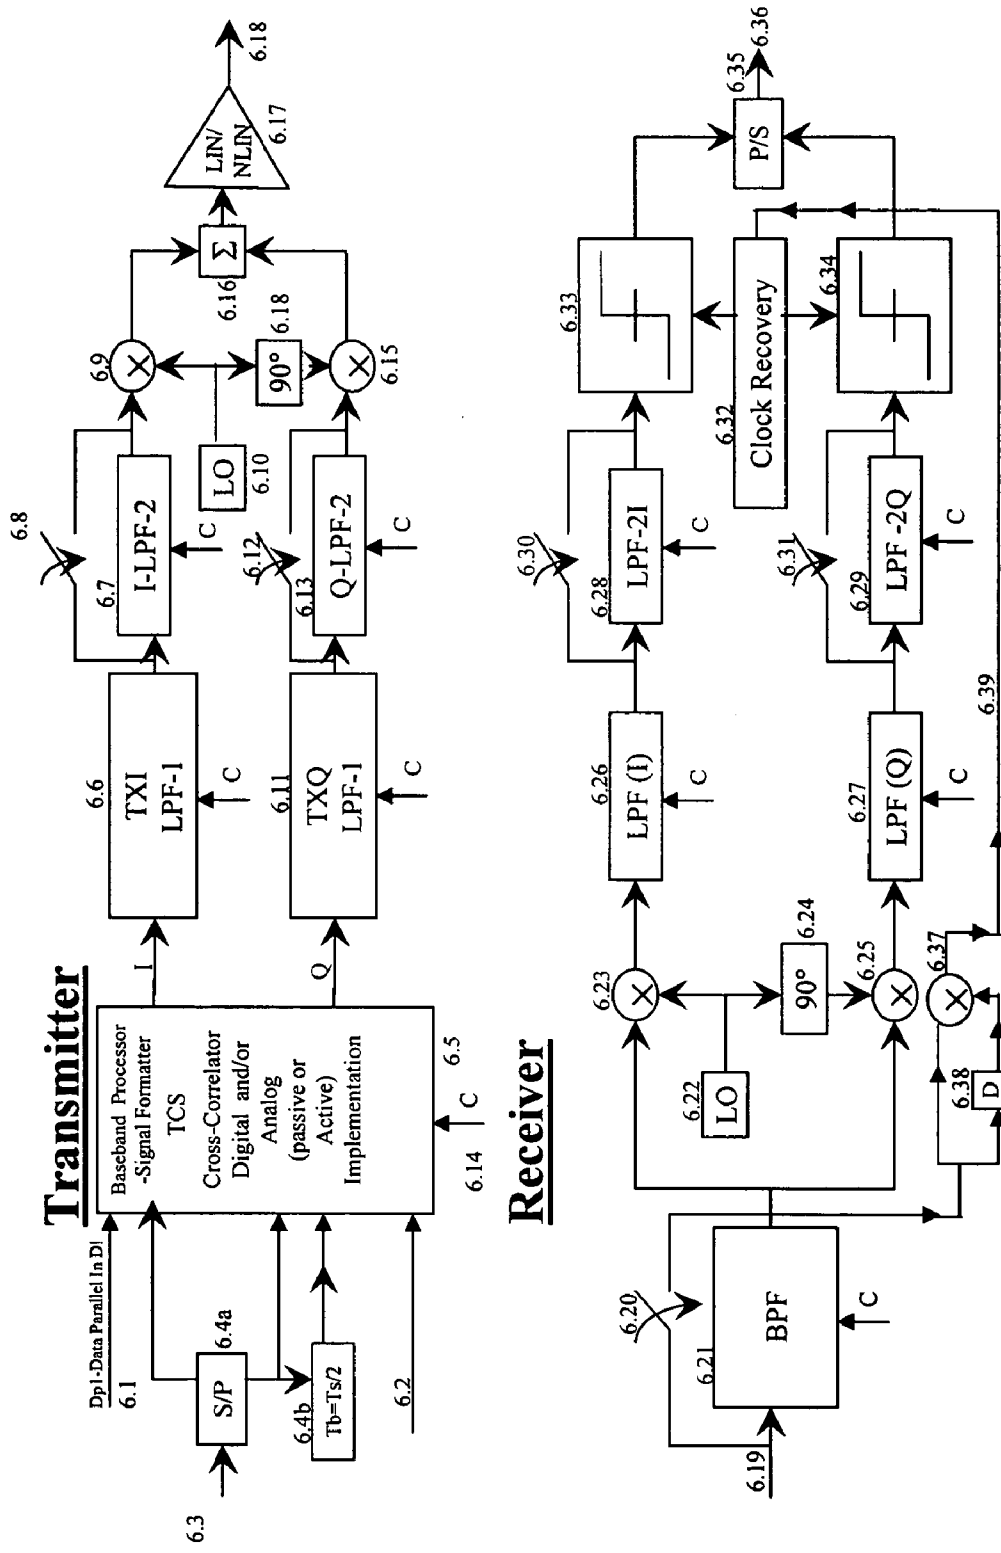 Transmitter
Dp1-Data Parallel In D!
6.1
6.3
S/P
6.4a
6.4b
Tb=Ts/2
6.2
Baseband Processor
-Signal Formatter
TCS
Cross-Correlator
Digital and/or
Analog
(passive or
Active)
Implementation
6.5
C
6.14
I
Q
6.6
TXI
LPF-1
C
6.11
TXQ
LPF-1
C
6.8
6.7
I-LPF-2
C
6.12
6.13
Q-LPF-2
C
6.9
LO
6.10
90°
6.18
6.15
Σ
6.16
LIN/
NLIN
6.17
6.18
Receiver
6.19
6.20
6.21
BPF
C
6.22
LO
6.23
90°
6.24
6.25
6.37
6.38
D
6.39
6.26
LPF (I)
C
6.27
LPF (Q)
C
6.30
6.28
LPF-2I
C
6.31
6.29
LPF -2Q
C
6.32
Clock Recovery
6.33
6.34
P/S
6.35
6.36